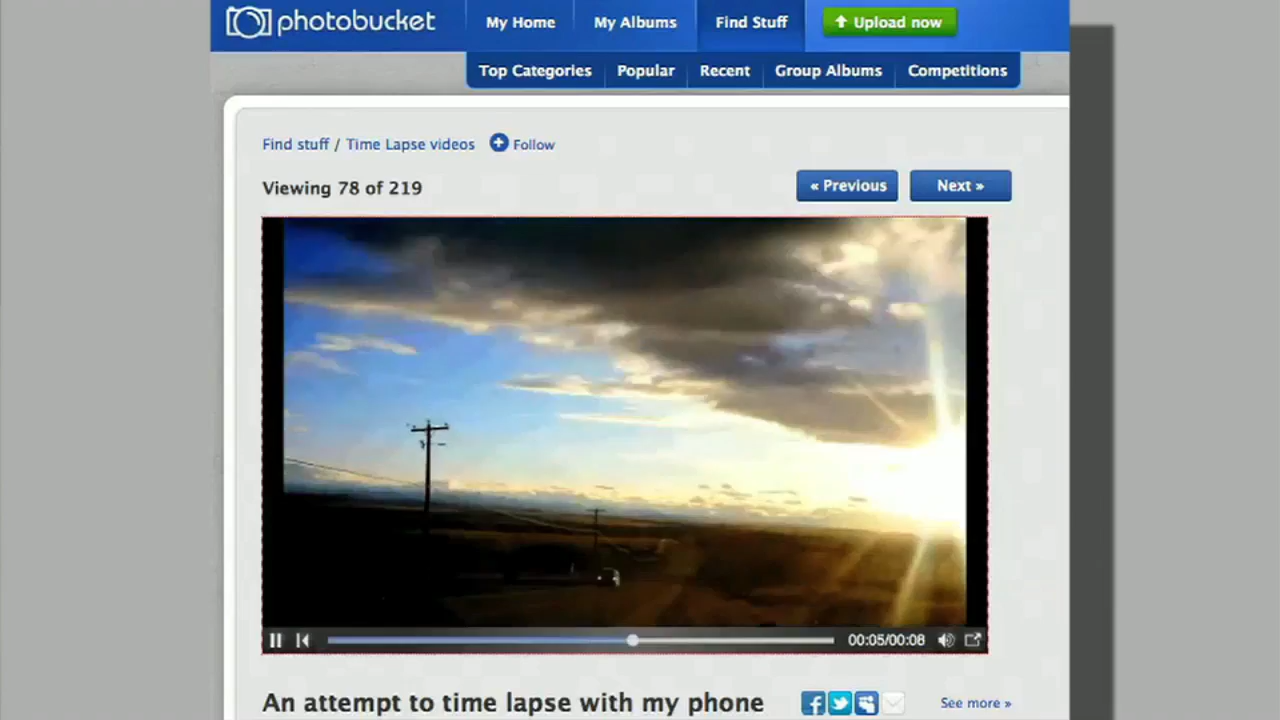 photobucket
My Home
My Albums
Find Stuff
Upload now
Top Categories
Popular
Recent
Group Albums
Competitions
Find stuff / Time Lapse videos
Follow
Viewing 78 of 219
« Previous
Next »
00:05/00:08
An attempt to time lapse with my phone
See more »